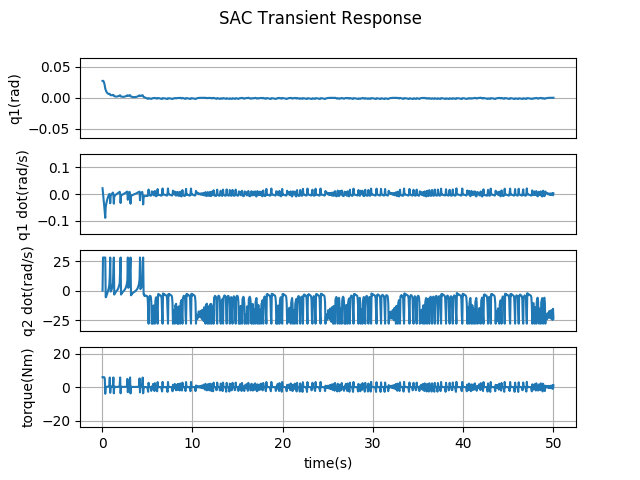 SAC Transient Response
q1(rad)
0.05
0.00
−0.05
q1 dot(rad/s)
0.1
0.0
−0.1
q2 dot(rad/s)
25
0
−25
torque(Nm)
20
0
−20
0 10 20 30 40 50
time(s)